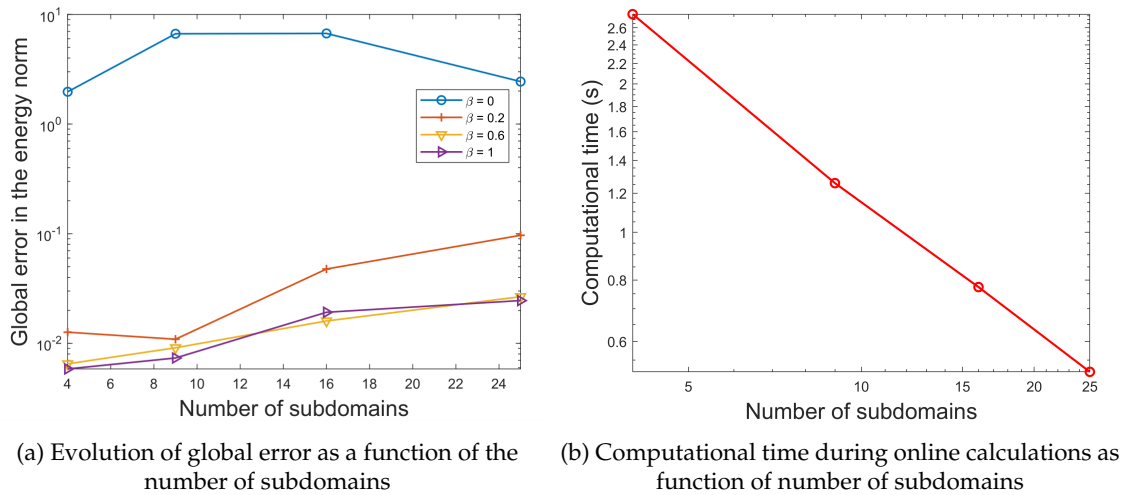 10^1
10^0
10^-1
10^-2
Global error in the energy norm
β = 0
β = 0.2
β = 0.6
β = 1
4 6 8 10 12 14 16 18 20 22 24
Number of subdomains
(a) Evolution of global error as a function of the
number of subdomains
2.6
2.4
2.2
2
1.8
1.6
1.4
1.2
1
0.8
0.6
Computational time (s)
5 10 15 20 25
Number of subdomains
(b) Computational time during online calculations as
function of number of subdomains